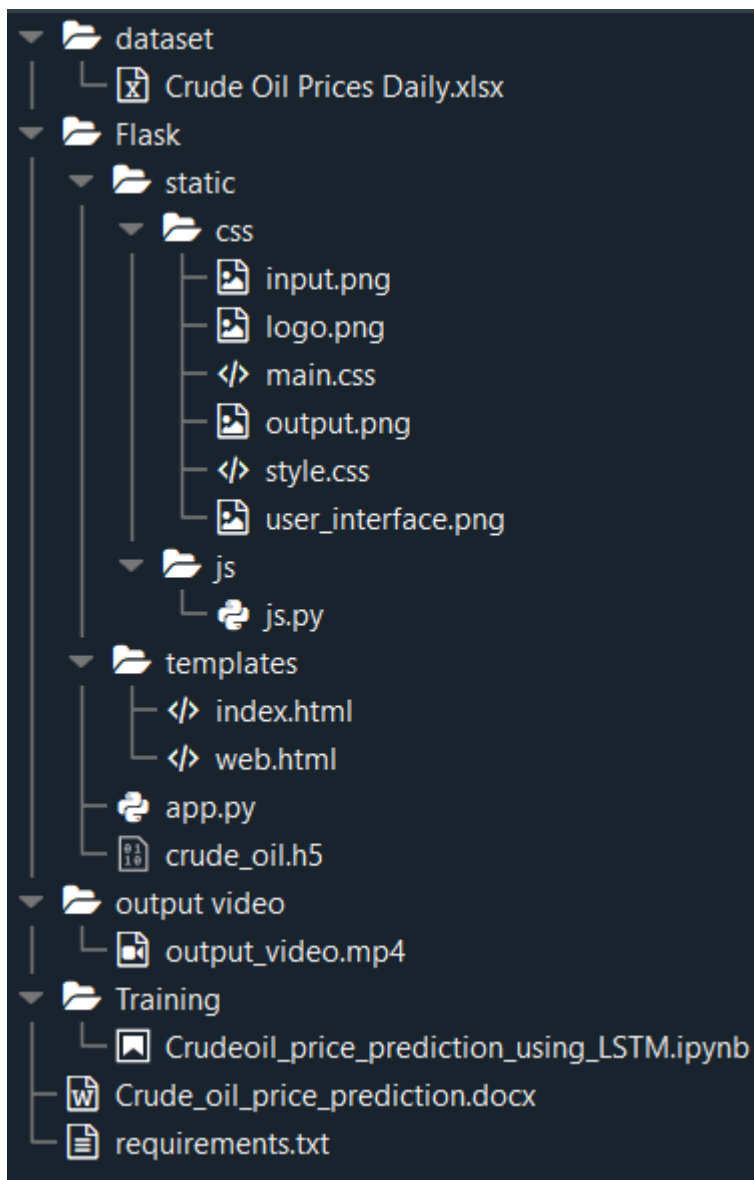 dataset
Crude Oil Prices Daily.xlsx
Flask
static
css
input.png
logo.png
main.css
output.png
style.css
user_interface.png
js
js.py
templates
index.html
web.html
app.py
crude_oil.h5
output video
output_video.mp4
Training
Crudeoil_price_prediction_using_LSTM.ipynb
Crude_oil_price_prediction.docx
requirements.txt